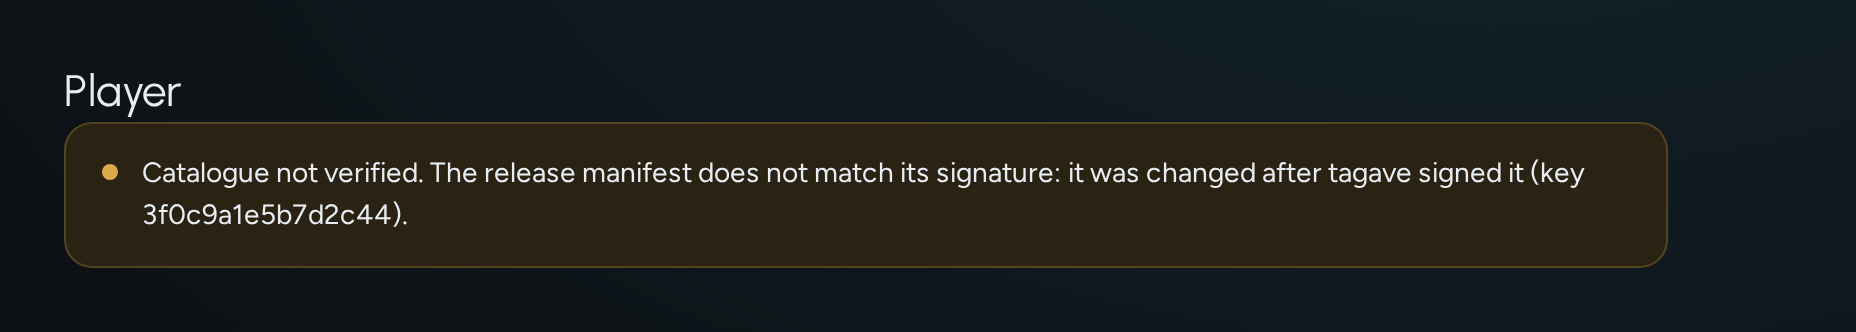 Player
Catalogue not verified. The release manifest does not match its signature: it was changed after tagave signed it (key
3f0c9a1e5b7d2c44).